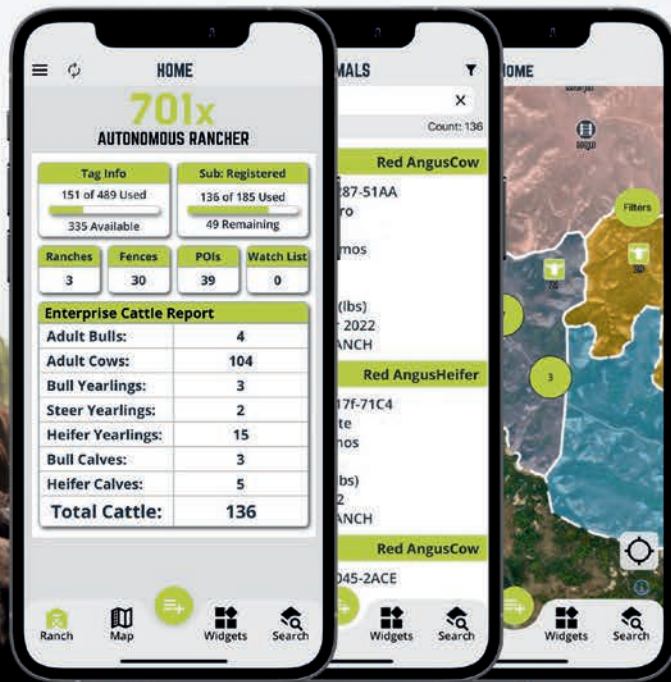 HOME
701x
AUTONOMOUS RANCHER
Tag Info
151 of 489 Used
335 Available
Sub: Registered
136 of 185 Used
49 Remaining
Ranches
3
Fences
30
POIs
39
Watch List
0
Enterprise Cattle Report
Adult Bulls: 4
Adult Cows: 104
Bull Yearlings: 3
Steer Yearlings: 2
Heifer Yearlings: 15
Bull Calves: 3
Heifer Calves: 5
Total Cattle: 136
Ranch
Map
Widgets
Search
MALS
X
Count: 136
Red AngusCow
87-51AA
ro
mos
(lbs)
2022
ANCH
Red AngusHeifer
17f-71C4
te
mos
bs)
2
ANCH
Red AngusCow
045-2ACE
Widgets
Search
HOME
Filters
3
Widgets
Search